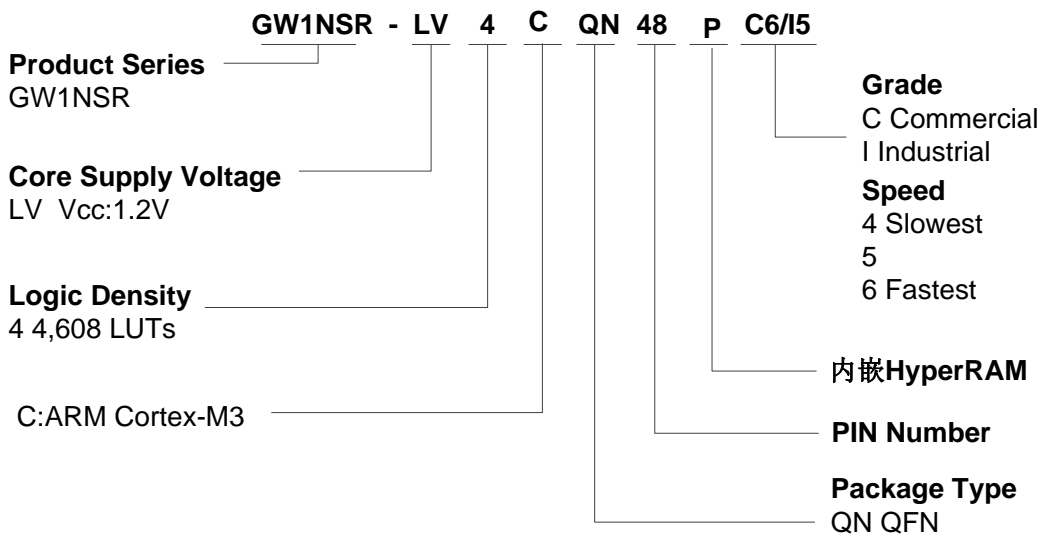 GW1NSR - LV 4 C QN 48 P C6/I5
Product Series
GW1NSR
Core Supply Voltage
LV Vcc:1.2V
Logic Density
4 4,608 LUTs
C:ARM Cortex-M3
Grade
C Commercial
I Industrial
Speed
4 Slowest
5
6 Fastest
内嵌HyperRAM
PIN Number
Package Type
QN QFN